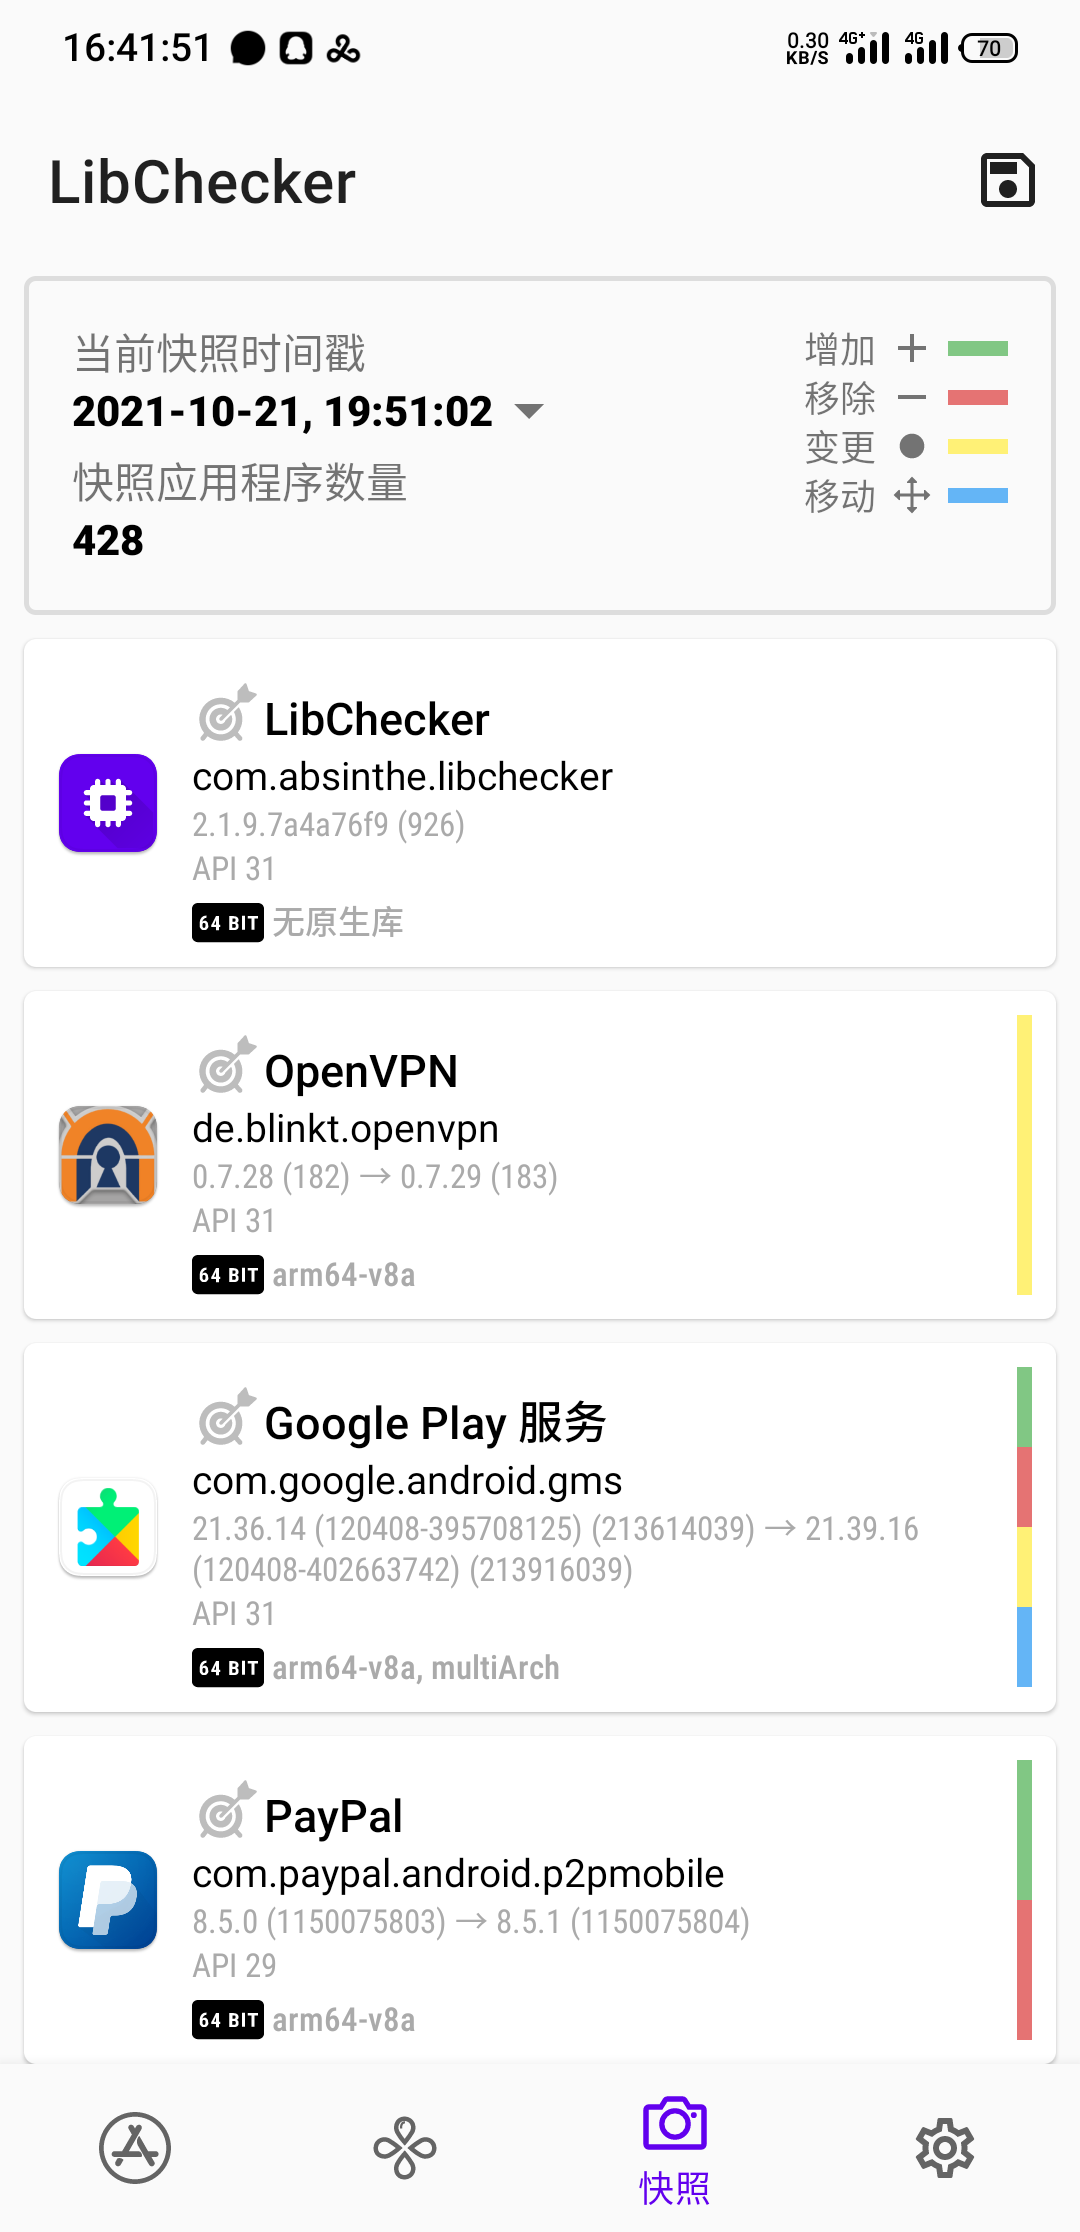 16:41:51
0.30 KB/S 4G+ 4G 70
LibChecker
当前快照时间戳
2021-10-21, 19:51:02
快照应用程序数量
428
增加
移除
变更
移动
LibChecker
com.absinthe.libchecker
2.1.9.7a4a76f9 (926)
API 31
64 BIT 无原生库
OpenVPN
de.blinkt.openvpn
0.7.28 (182) → 0.7.29 (183)
API 31
64 BIT arm64-v8a
Google Play 服务
com.google.android.gms
21.36.14 (120408-395708125) (213614039) → 21.39.16
(120408-402663742) (213916039)
API 31
64 BIT arm64-v8a, multiArch
PayPal
com.paypal.android.p2pmobile
8.5.0 (1150075803) → 8.5.1 (1150075804)
API 29
64 BIT arm64-v8a
快照